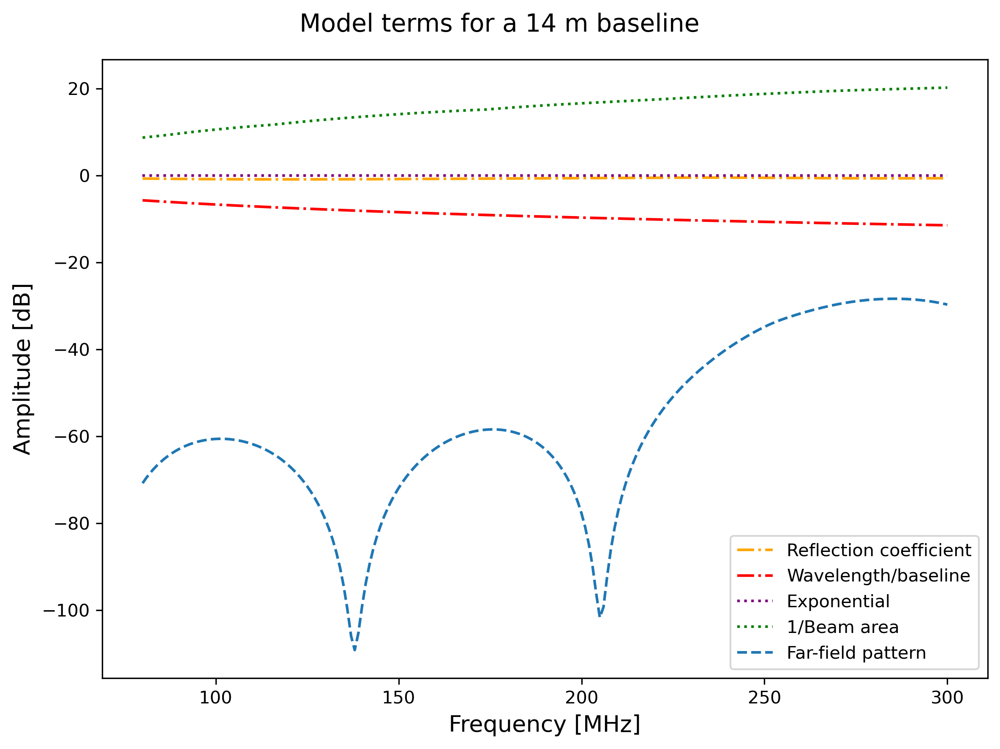 Model terms for a 14 m baseline
Amplitude [dB]
20
0
−20
−40
−60
−80
−100
Reflection coefficient
Wavelength/baseline
Exponential
1/Beam area
Far-field pattern
100 150 200 250 300
Frequency [MHz]